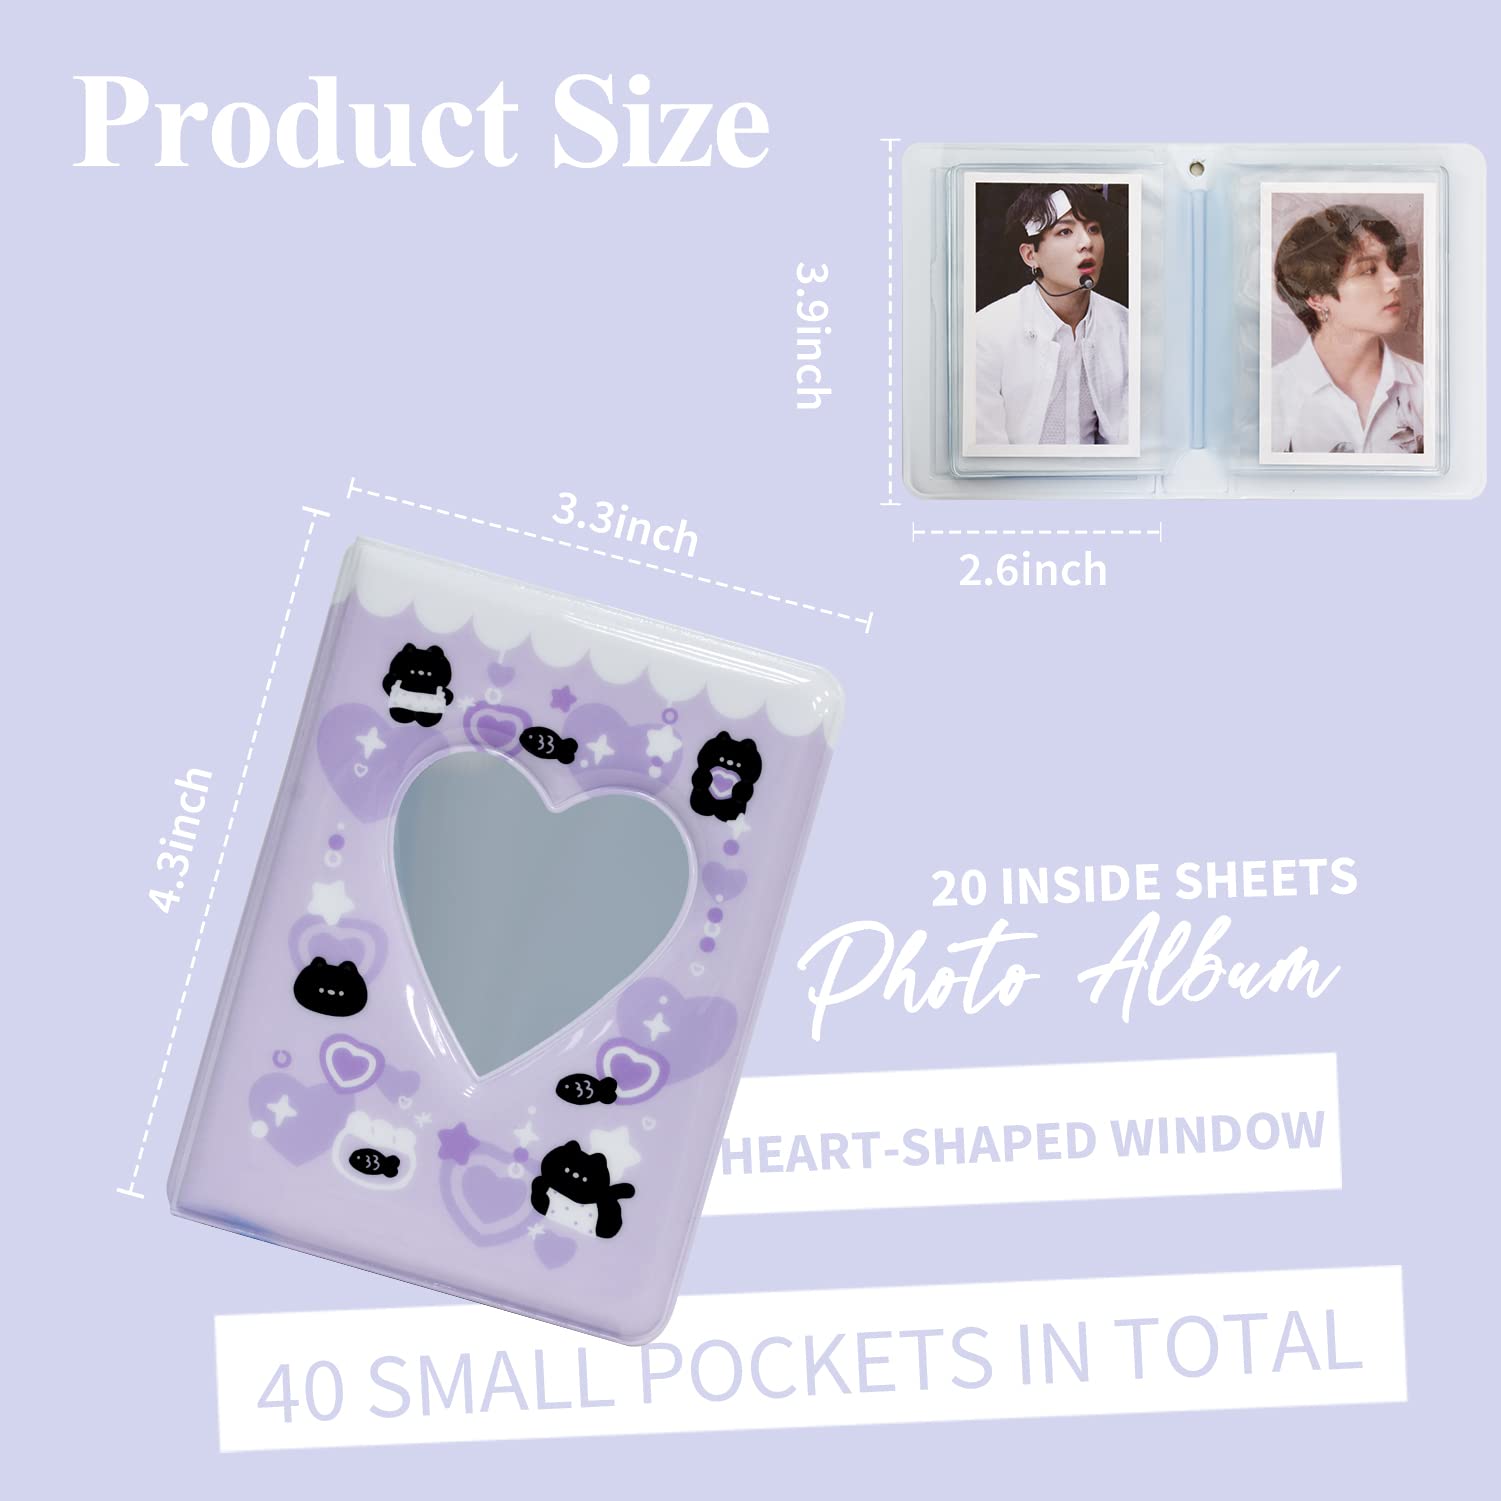 Product Size
3.9inch
2.6inch
3.3inch
4.3inch
20 INSIDE SHEETS
Photo Album
HEART-SHAPED WINDOW
40 SMALL POCKETS IN TOTAL